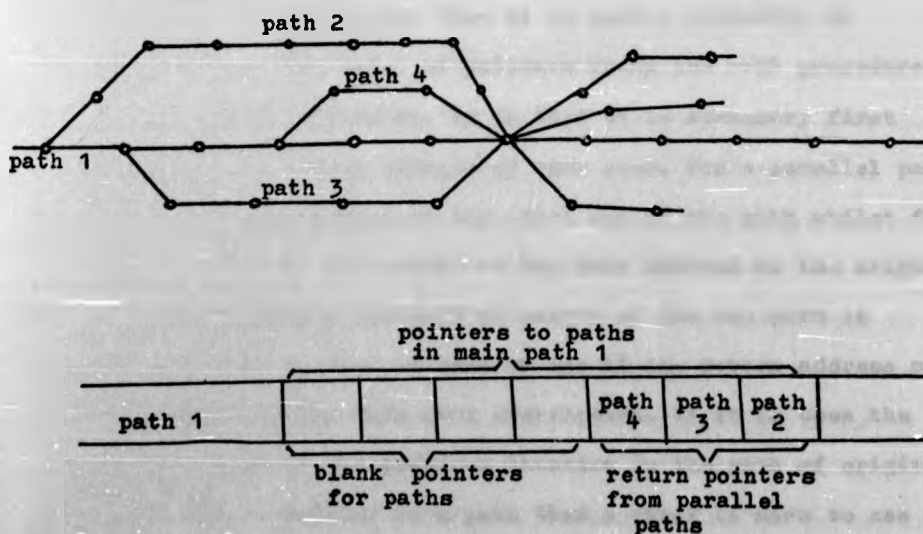 path 2
path 4
path 1
path 3
pointers to paths
in main path 1
path 1
path
4
path
3
path
2
blank pointers
for paths
return pointers
from parallel
paths